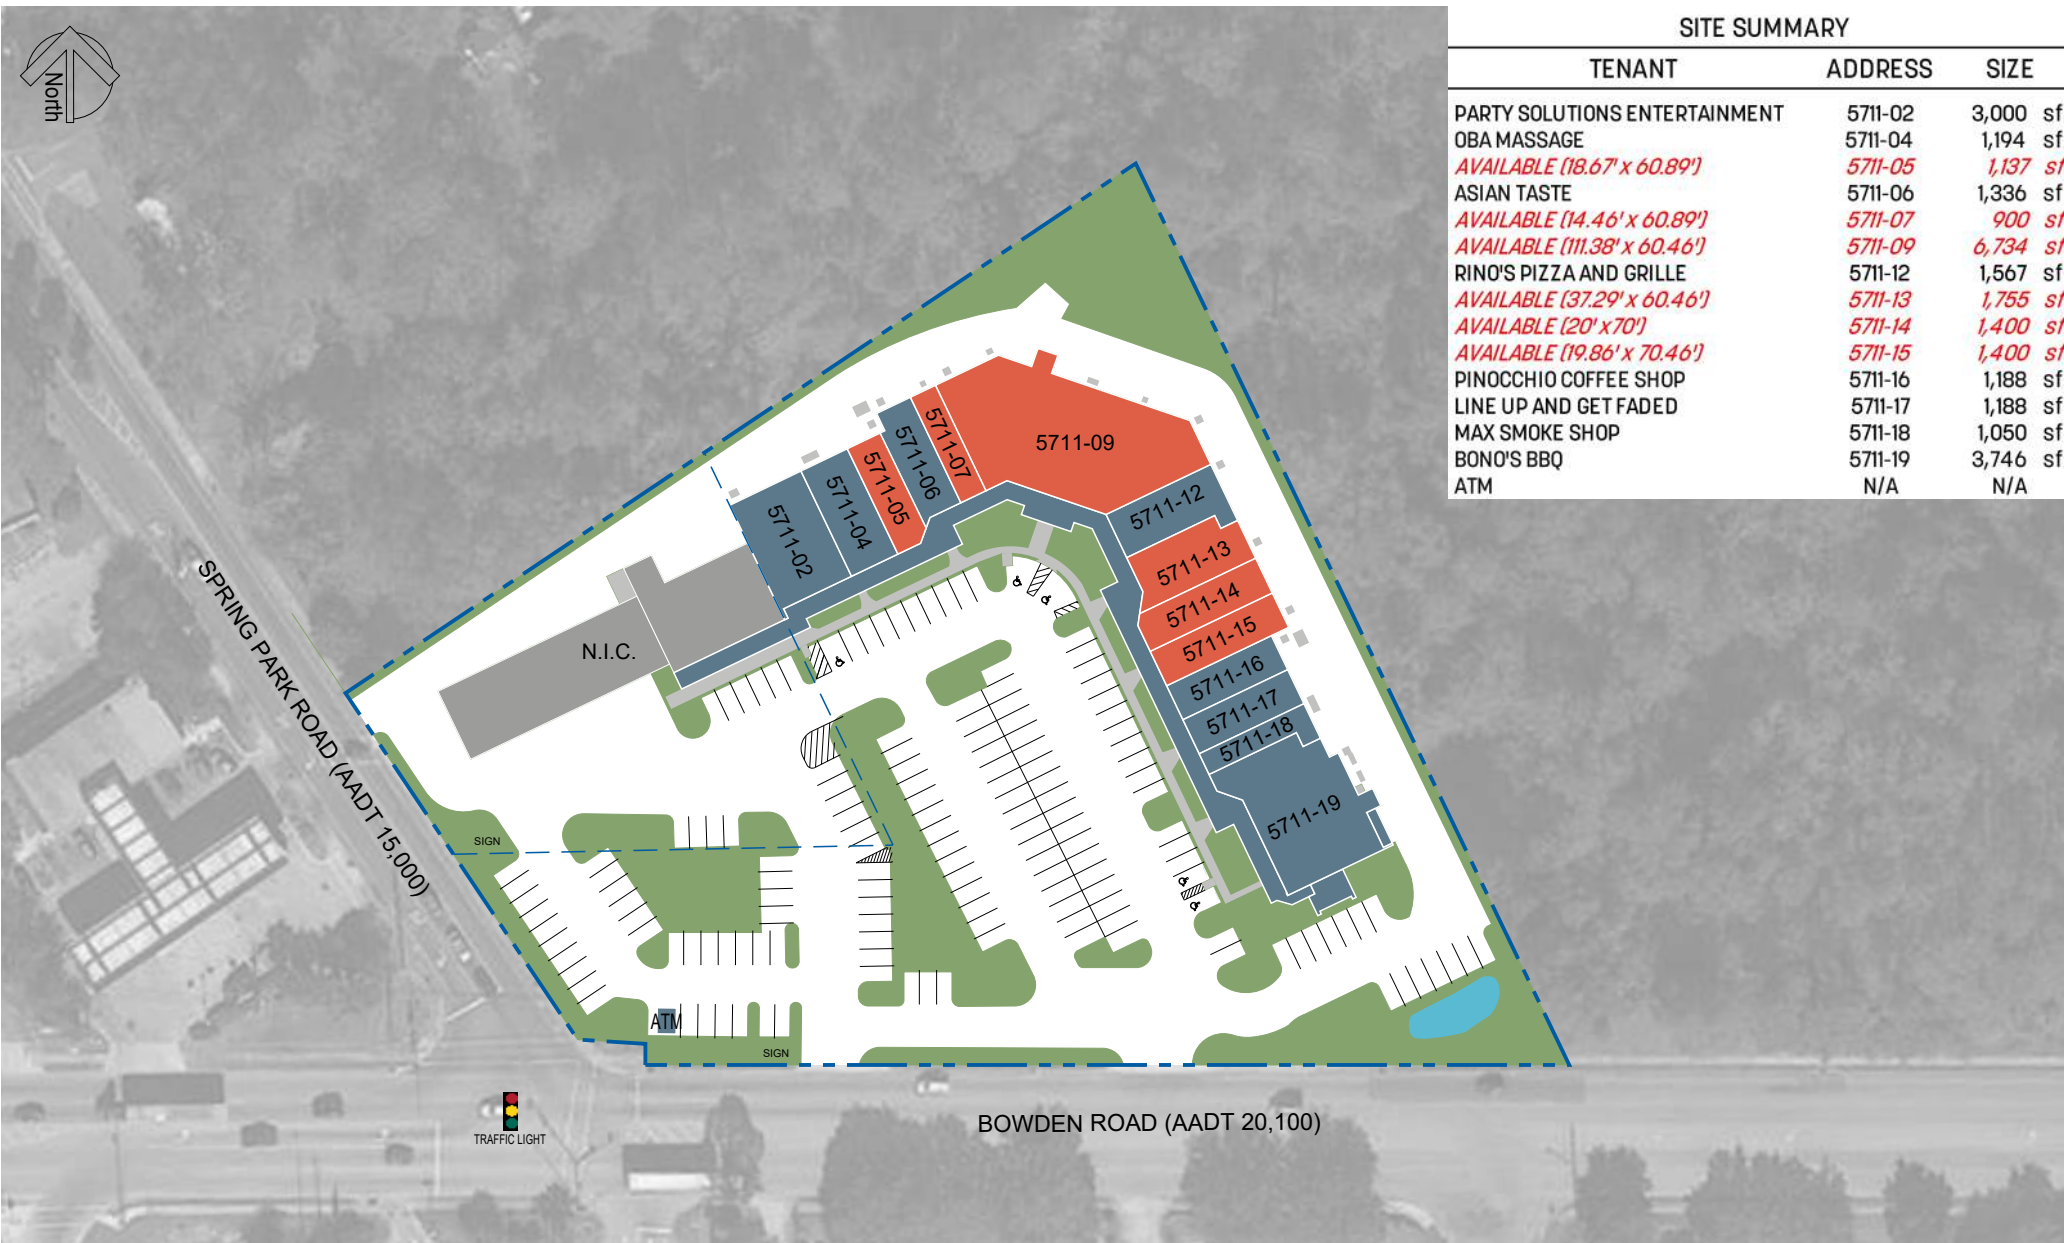 North
SITE SUMMARY
TENANT ADDRESS SIZE
PARTY SOLUTIONS ENTERTAINMENT 5711-02 3,000 sf
OBA MASSAGE 5711-04 1,194 sf
AVAILABLE (18.67' x 60.89') 5711-05 1,137 sf
ASIAN TASTE 5711-06 1,336 sf
AVAILABLE (14.46' x 60.89') 5711-07 900 sf
AVAILABLE (111.38' x 60.46') 5711-09 6,734 sf
RINO'S PIZZA AND GRILLE 5711-12 1,567 sf
AVAILABLE (37.29' x 60.46') 5711-13 1,755 sf
AVAILABLE (20' x70') 5711-14 1,400 sf
AVAILABLE (19.86' x 70.46') 5711-15 1,400 sf
PINOCCHIO COFFEE SHOP 5711-16 1,188 sf
LINE UP AND GET FADED 5711-17 1,188 sf
MAX SMOKE SHOP 5711-18 1,050 sf
BONO'S BBQ 5711-19 3,746 sf
ATM N/A N/A
5711-02
5711-04
5711-05
5711-06
5711-07
5711-09
5711-12
5711-13
5711-14
5711-15
5711-16
5711-17
5711-18
5711-19
N.I.C.
SPRING PARK ROAD (AADT 15,000)
SIGN
ATM
SIGN
TRAFFIC LIGHT
BOWDEN ROAD (AADT 20,100)